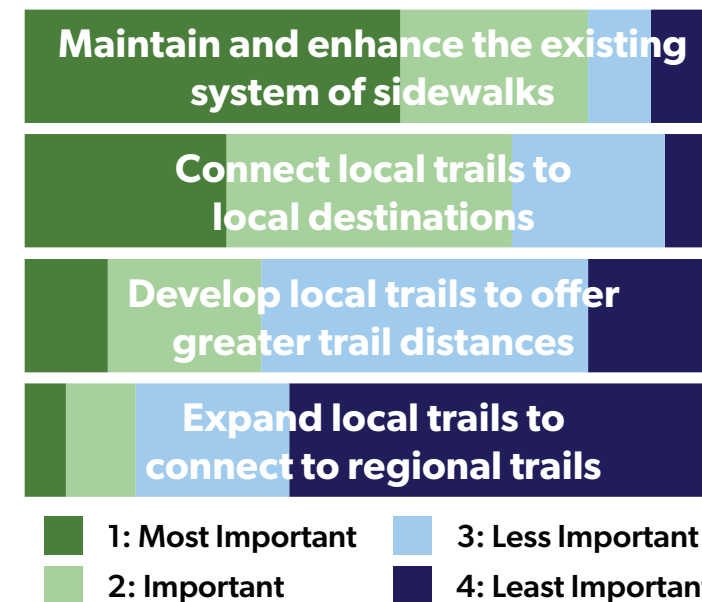 Maintain and enhance the existing
system of sidewalks
Connect local trails to
local destinations
Develop local trails to offer
greater trail distances
Expand local trails to
connect to regional trails
1: Most Important
3: Less Important
2: Important
4: Least Important